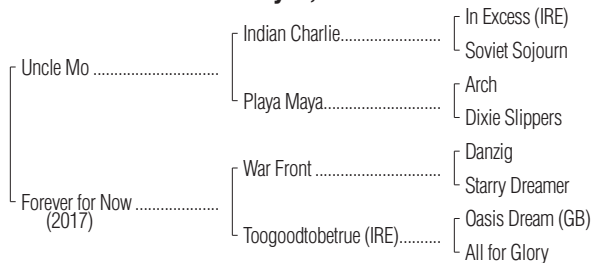 In Excess (IRE)
Indian Charlie
Soviet Sojourn
Uncle Mo
Arch
Playa Maya
Dixie Slippers
Danzig
War Front
Starry Dreamer
Forever for Now
(2017)
Oasis Dream (GB)
Toogoodtobetrue (IRE)
All for Glory